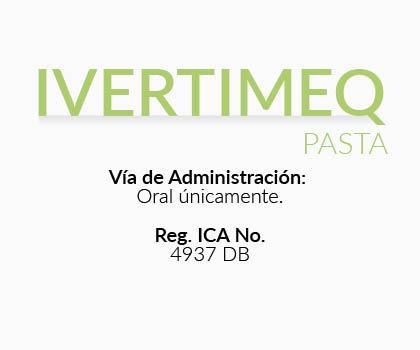 IVERTIMEQ
PASTA
Vía de Administración:
Oral únicamente.
Reg. ICA No.
4937 DB